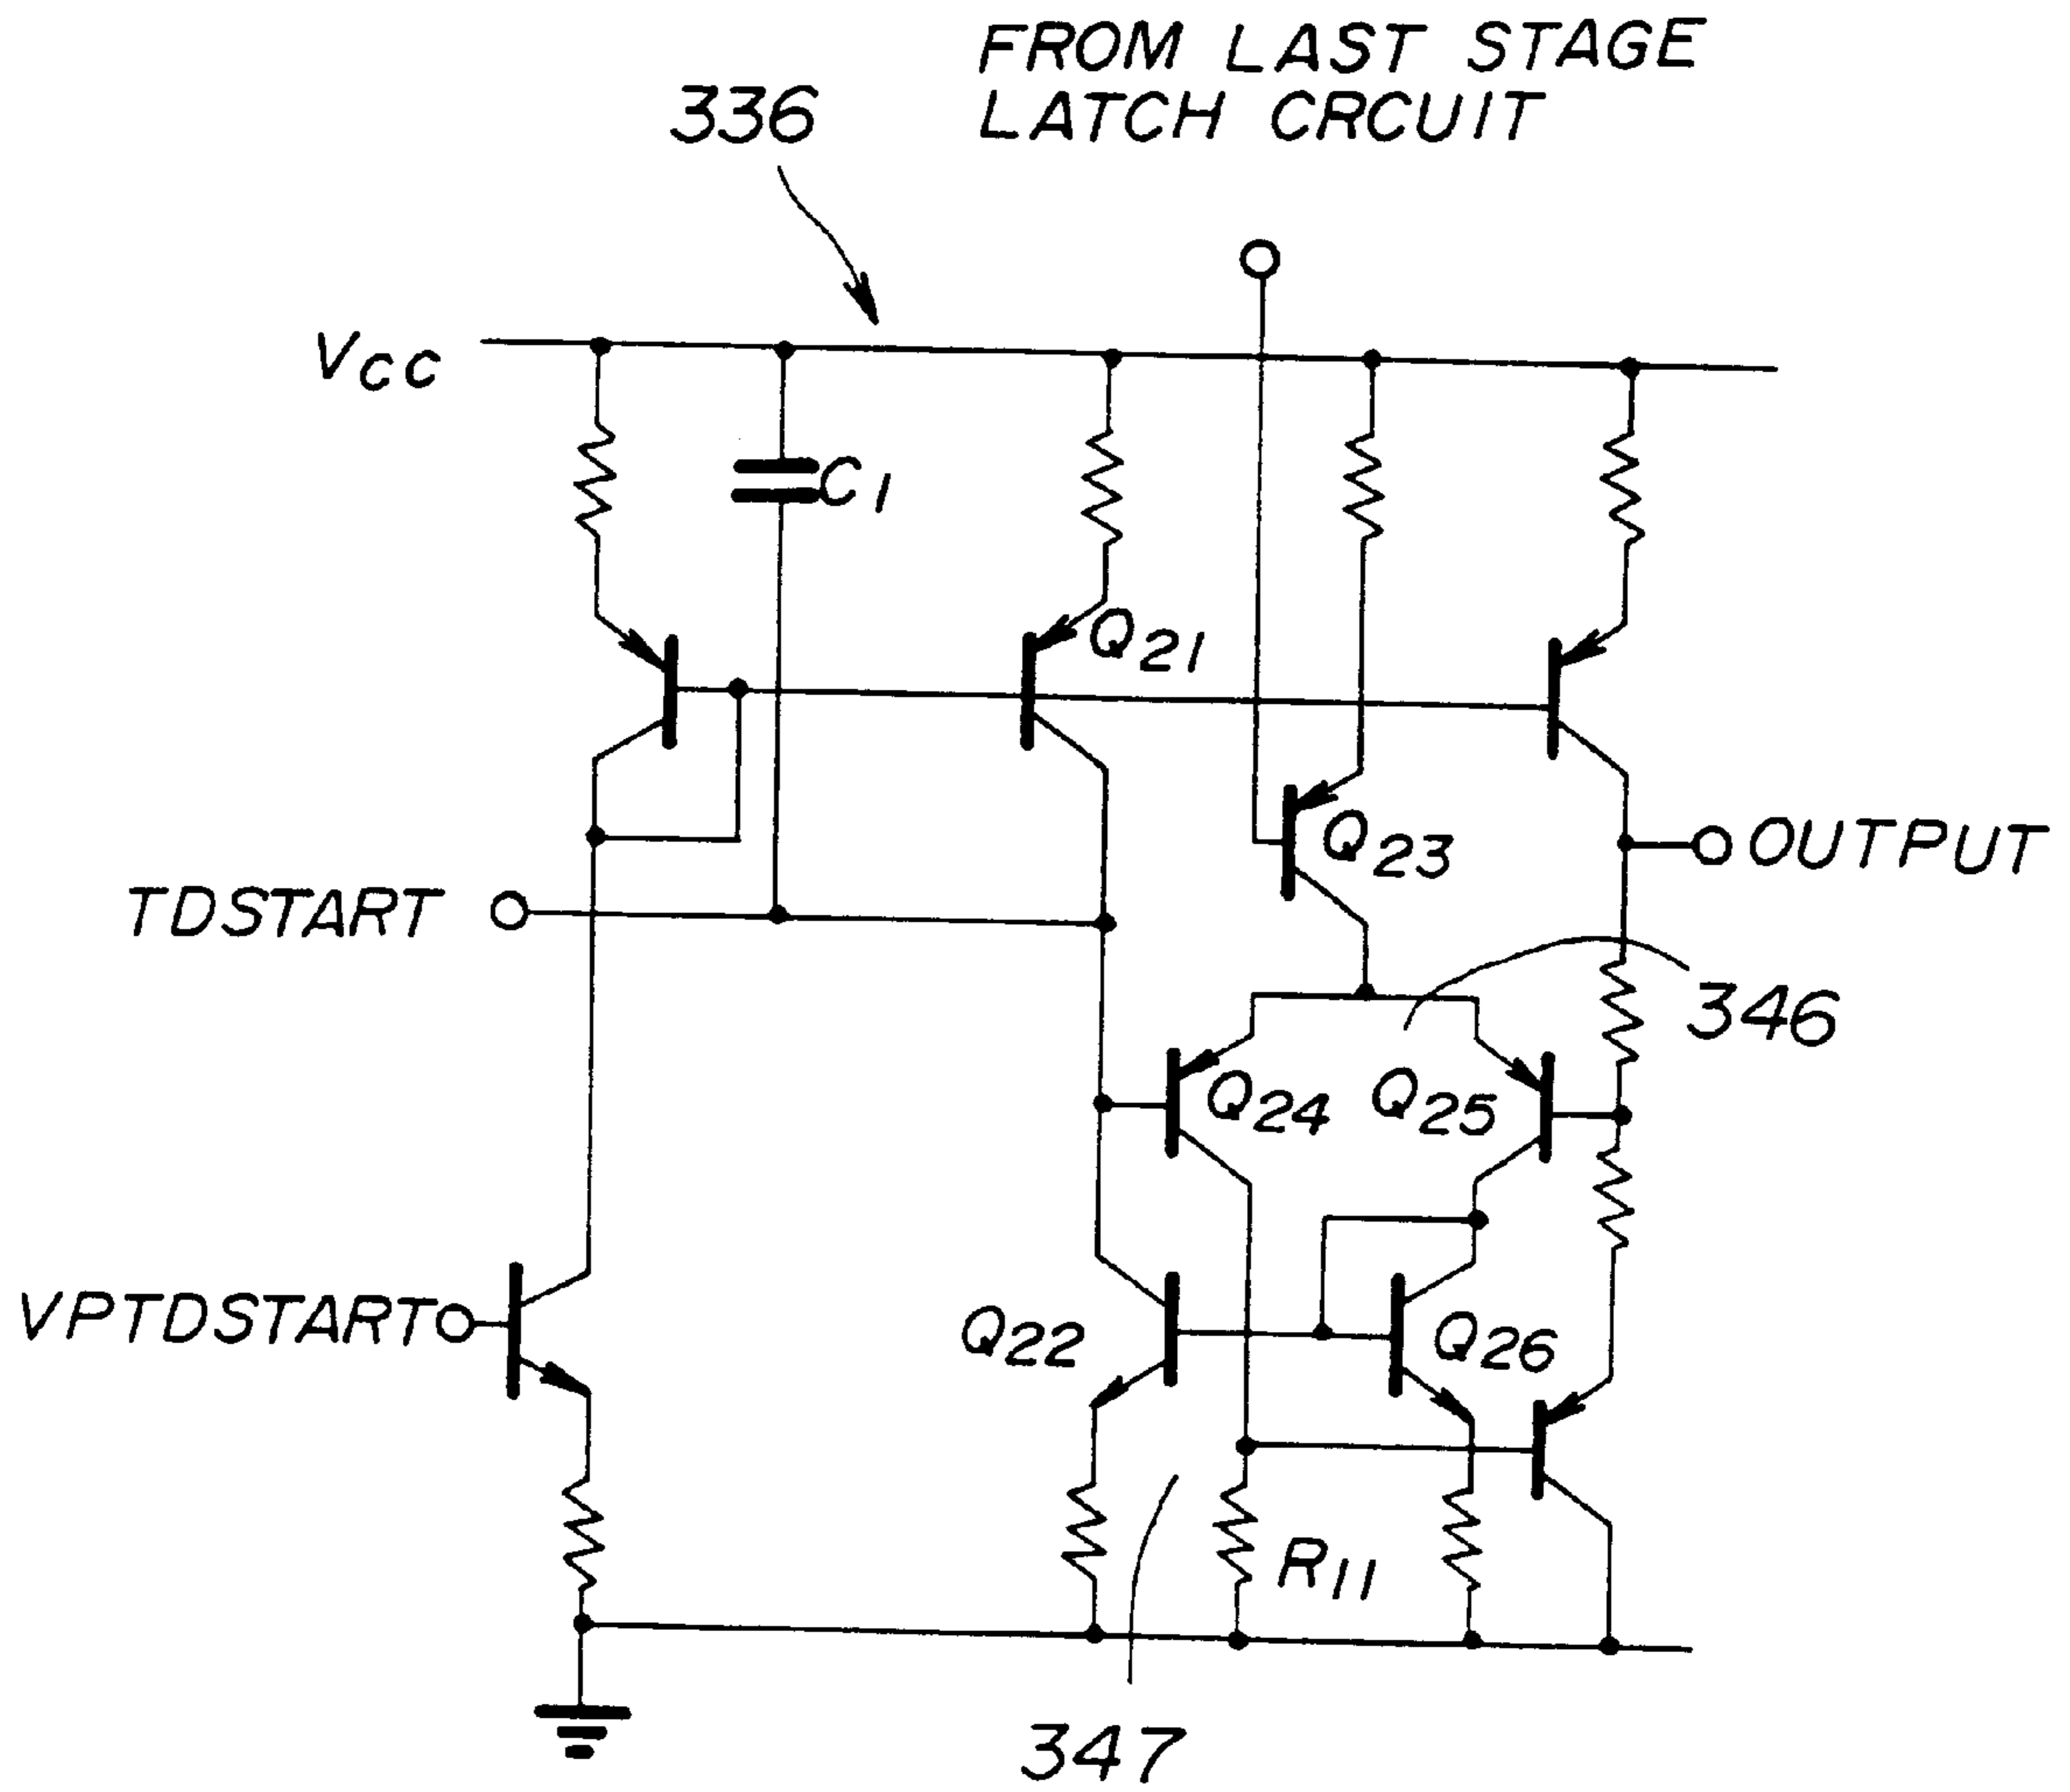 FROM LAST STAGE
LATCH CRCUIT
336
Vcc
C1
Q21
Q23
OUTPUT
TDSTART
346
Q24
Q25
VPTDSTART
Q22
Q26
R11
347